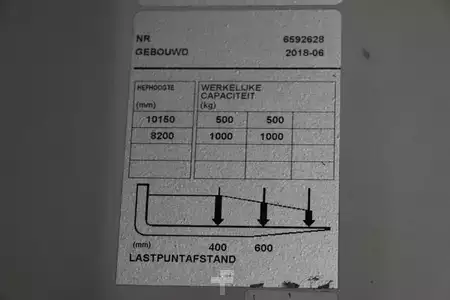 NR 6592628
GEBOUWD 2018-06
HEFHOOGTE (mm) WERKELIJKE CAPACITEIT (kg)
10150 500 500
8200 1000 1000
(mm) 400 600
LASTPUNTAFSTAND